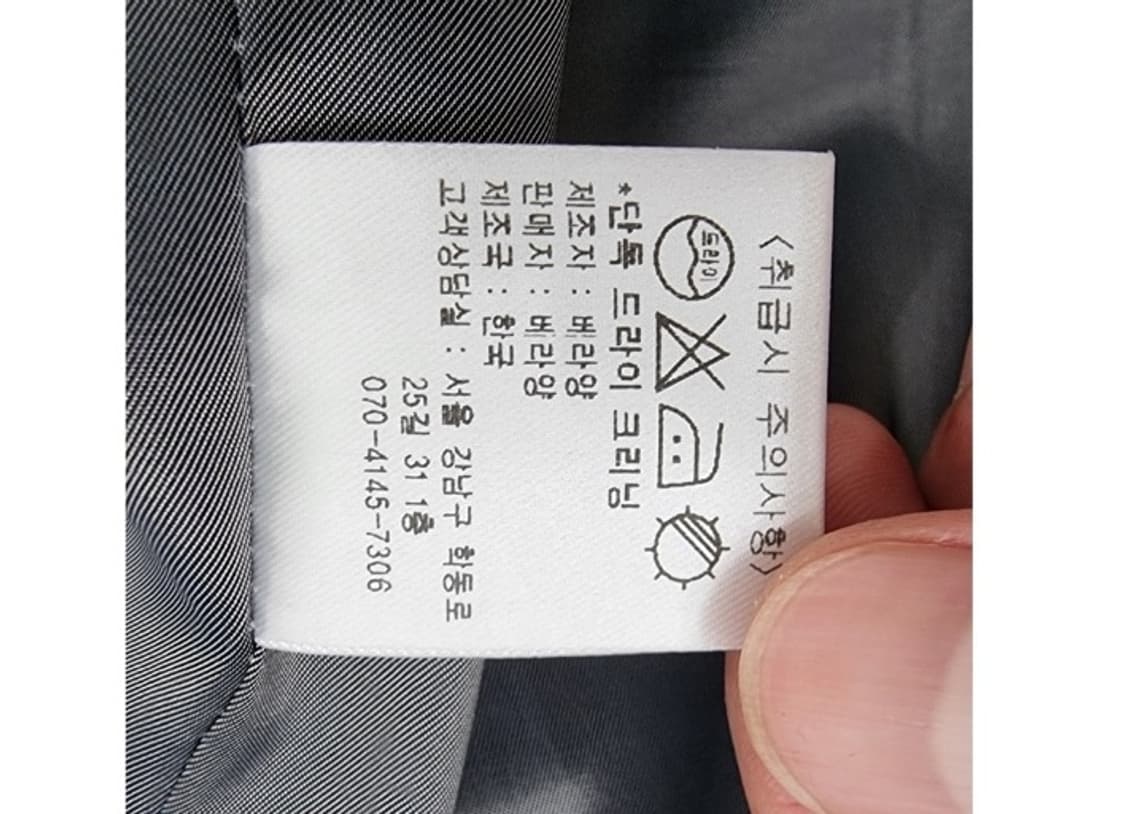 <취급시 주의사항>
드라이
*단독 드라이 크리닝
제조자 : 베라양
판매자 : 베라양
제조국 : 한국
고객상담실 : 서울 강남구 학동로
25길 31 1층
070-4145-7306